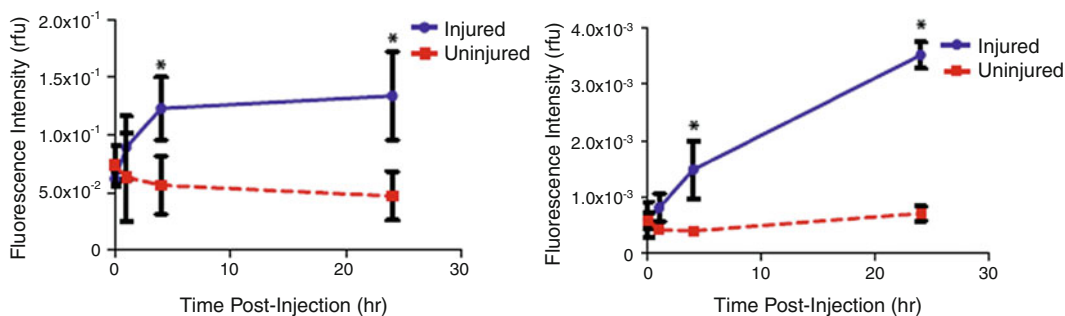 Fluorescence Intensity (rfu)
2.0x10⁻¹
1.5x10⁻¹
1.0x10⁻¹
5.0x10⁻²
0
0 10 20 30
Time Post-Injection (hr)
* *
Injured
Uninjured
Fluorescence Intensity (rfu)
4.0x10⁻³
3.0x10⁻³
2.0x10⁻³
1.0x10⁻³
0
0 10 20 30
Time Post-Injection (hr)
* *
Injured
Uninjured